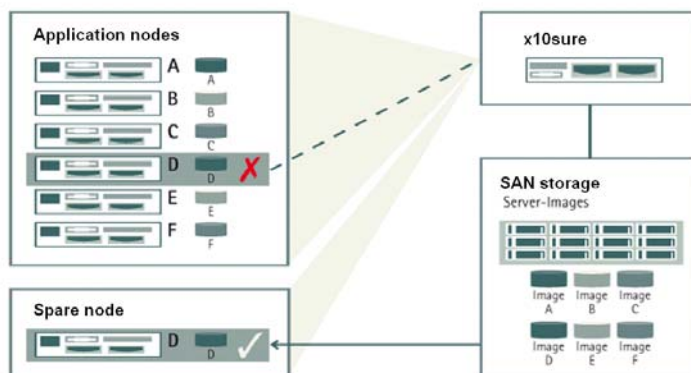 Application nodes
A
A
B
B
C
C
D
D
E
E
F
F
Spare node
D
D
x10sure
SAN storage
Server-Images
Image A
Image B
Image C
Image D
Image E
Image F